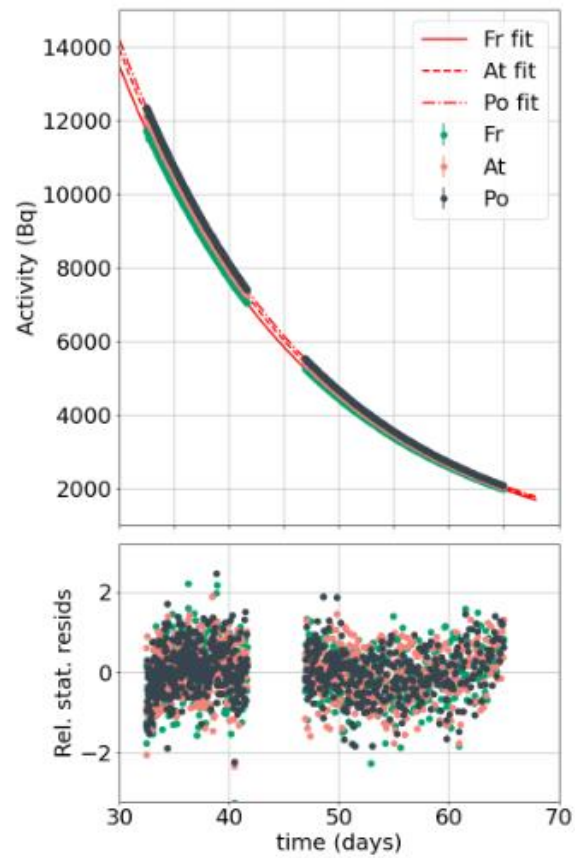 14000
12000
10000
8000
6000
4000
2000
Activity (Bq)
Fr fit
At fit
Po fit
Fr
At
Po
2
0
−2
Rel. stat. resids
30 40 50 60 70
time (days)